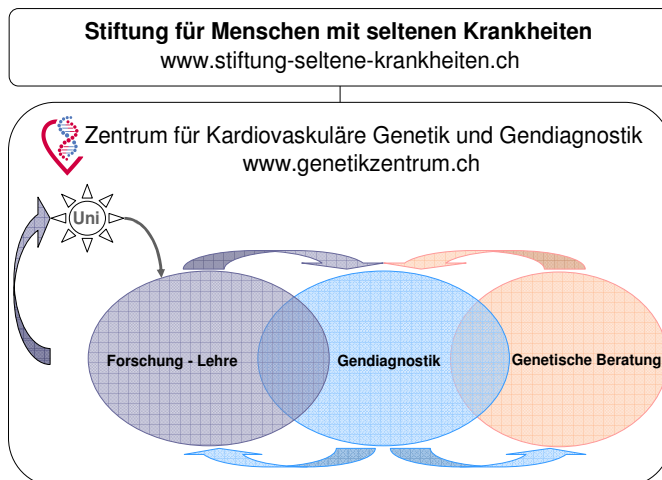 Stiftung für Menschen mit seltenen Krankheiten
www.stiftung-seltene-krankheiten.ch
Zentrum für Kardiovaskuläre Genetik und Gendiagnostik
www.genetikzentrum.ch
Uni
Forschung - Lehre
Gendiagnostik
Genetische Beratung